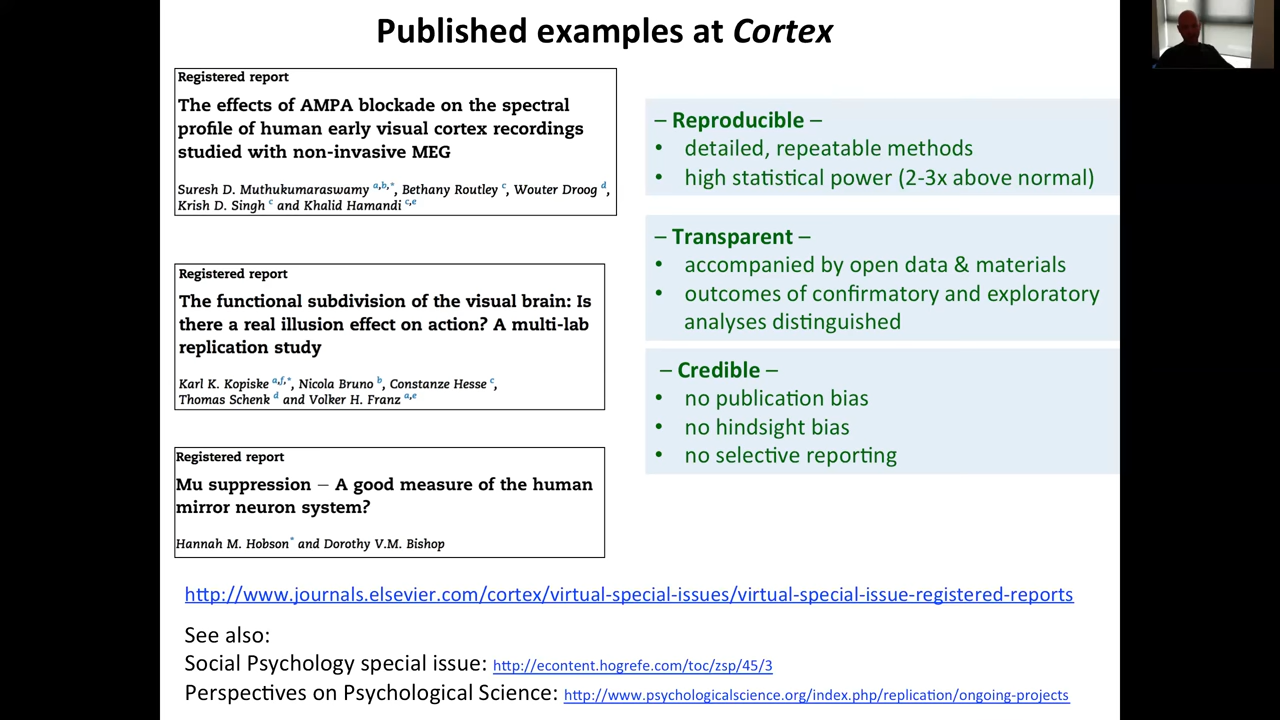 Published examples at Cortex
Registered report
The effects of AMPA blockade on the spectral
profile of human early visual cortex recordings
studied with non-invasive MEG
Suresh D. Muthukumaraswamy a,b,*, Bethany Routley c, Wouter Droog d,
Krish D. Singh c and Khalid Hamandi c,e
Registered report
The functional subdivision of the visual brain: Is
there a real illusion effect on action? A multi-lab
replication study
Karl K. Kopiske a,f,*, Nicola Bruno b, Constanze Hesse c,
Thomas Schenk d and Volker H. Franz a,e
Registered report
Mu suppression – A good measure of the human
mirror neuron system?
Hannah M. Hobson* and Dorothy V.M. Bishop
– Reproducible –
• detailed, repeatable methods
• high statistical power (2-3x above normal)
– Transparent –
• accompanied by open data & materials
• outcomes of confirmatory and exploratory
analyses distinguished
– Credible –
• no publication bias
• no hindsight bias
• no selective reporting
http://www.journals.elsevier.com/cortex/virtual-special-issues/virtual-special-issue-registered-reports
See also:
Social Psychology special issue: http://econtent.hogrefe.com/toc/zsp/45/3
Perspectives on Psychological Science: http://www.psychologicalscience.org/index.php/replication/ongoing-projects